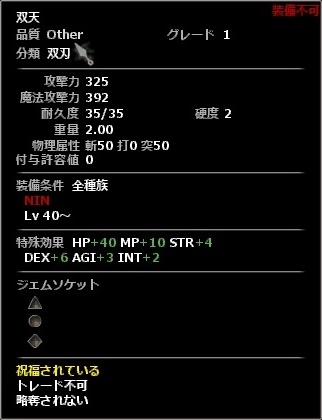 双天
装備不可
品質 Other グレード 1
分類 双刃
攻撃力 325
魔法攻撃力 392
耐久度 35/35 硬度 2
重量 2.00
物理属性 斬50 打0 突50
付与許容値 0
装備条件 全種族
NIN
Lv 40～
特殊効果 HP+40 MP+10 STR+4
DEX+6 AGI+3 INT+2
ジェムソケット
祝福されている
トレード不可
略奪されない